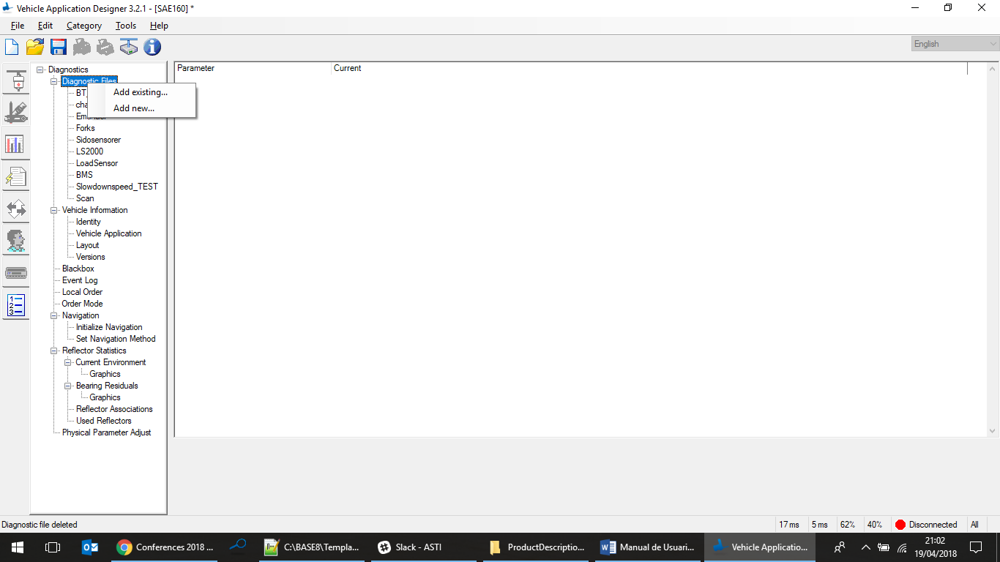 Vehicle Application Designer 3.2.1 - [SAE160] *
File Edit Category Tools Help
English
Diagnostics
Diagnostic Files
Add existing...
Add new...
Forks
Sidosensorer
LS2000
LoadSensor
BMS
Slowdownspeed_TEST
Scan
Vehicle Information
Identity
Vehicle Application
Layout
Versions
Blackbox
Event Log
Local Order
Order Mode
Navigation
Initialize Navigation
Set Navigation Method
Reflector Statistics
Current Environment
Graphics
Bearing Residuals
Graphics
Reflector Associations
Used Reflectors
Physical Parameter Adjust
Parameter Current
1
2
3
Diagnostic file deleted 17 ms 5 ms 62% 40% Disconnected All
Conferences 2018 ... C:\BASE8\Templa... Slack - ASTI ProductDescriptio... Manual de Usuari... Vehicle Applicatio...
21:02
19/04/2018